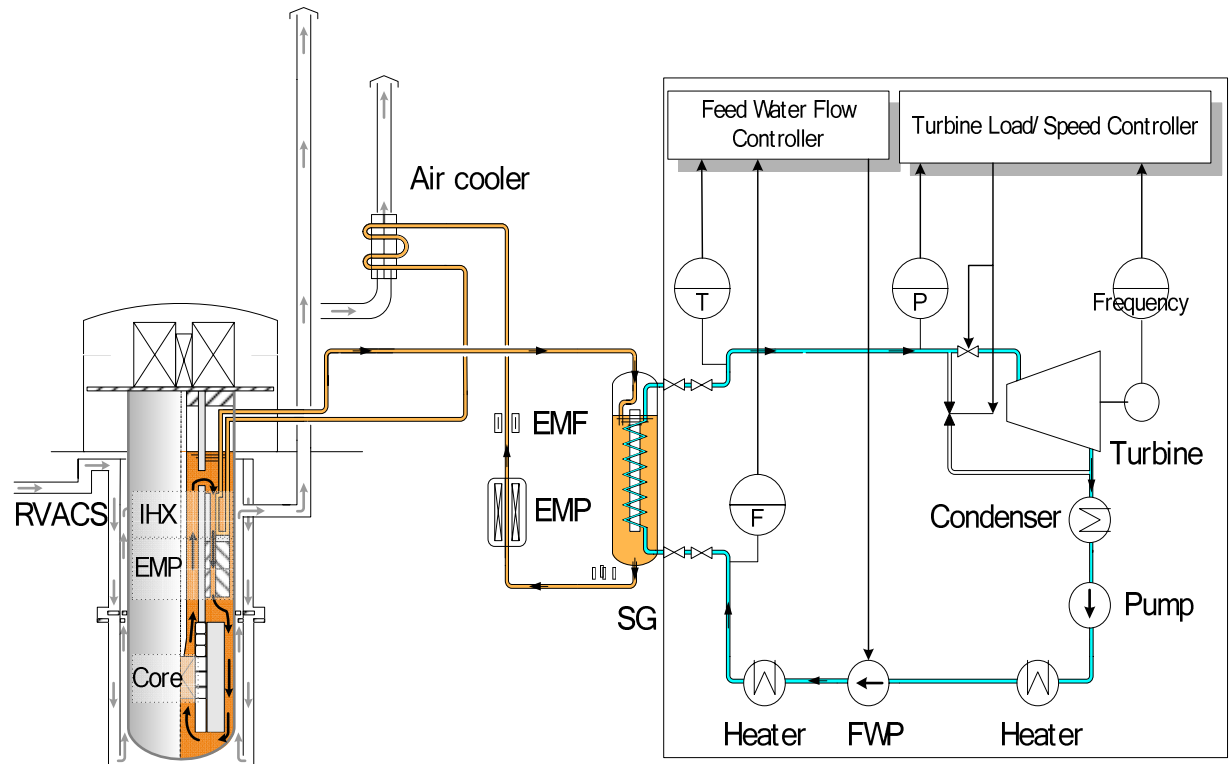 Feed Water Flow
Controller
Turbine Load/ Speed Controller
Air cooler
T
P
Frequency
EMF
Turbine
RVACS
IHX
EMP
F
Condenser
EMP
Pump
SG
Core
Heater
FWP
Heater